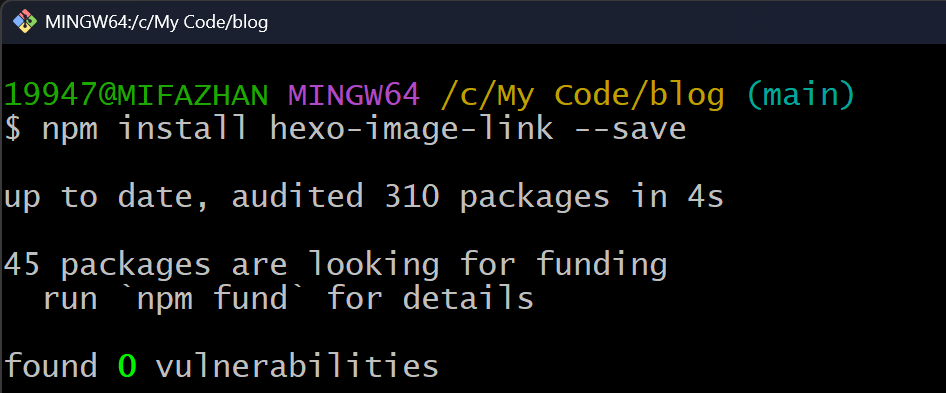 MINGW64:/c/My Code/blog
19947@MIFAZHAN MINGW64 /c/My Code/blog (main)
$ npm install hexo-image-link --save
up to date, audited 310 packages in 4s
45 packages are looking for funding
  run `npm fund` for details
found 0 vulnerabilities